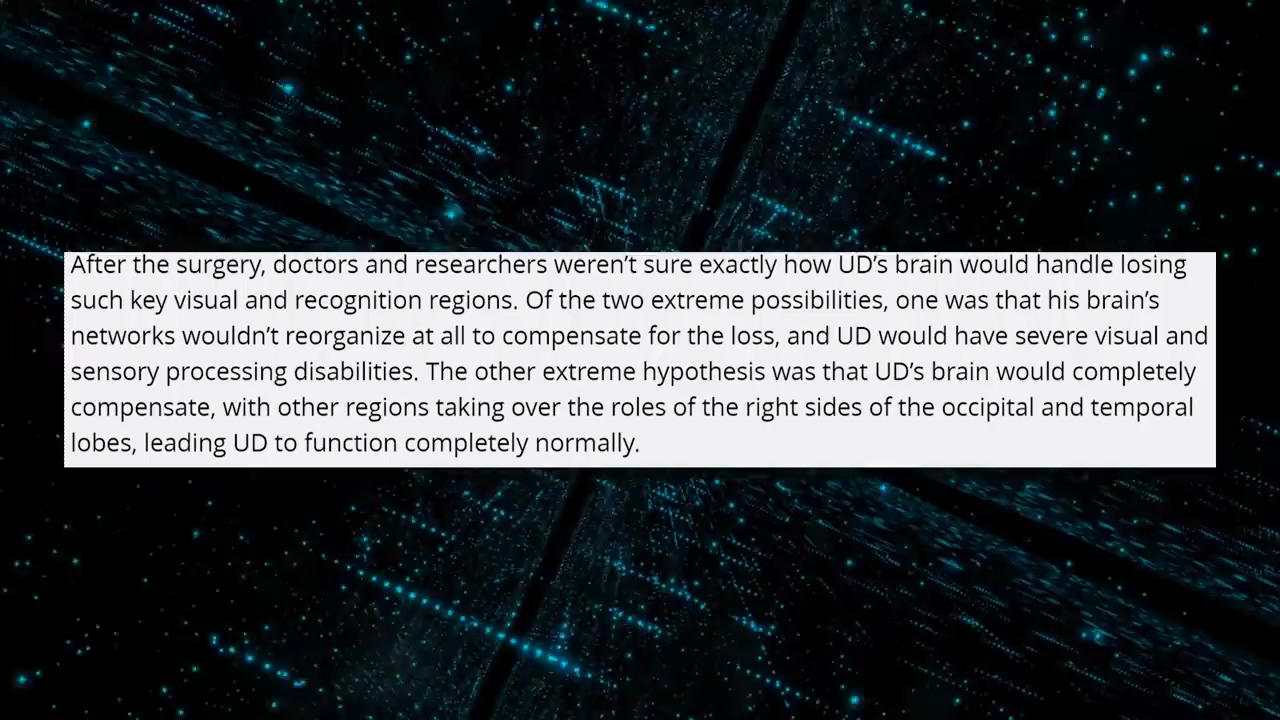 After the surgery, doctors and researchers weren’t sure exactly how UD’s brain would handle losing
such key visual and recognition regions. Of the two extreme possibilities, one was that his brain’s
networks wouldn’t reorganize at all to compensate for the loss, and UD would have severe visual and
sensory processing disabilities. The other extreme hypothesis was that UD’s brain would completely
compensate, with other regions taking over the roles of the right sides of the occipital and temporal
lobes, leading UD to function completely normally.